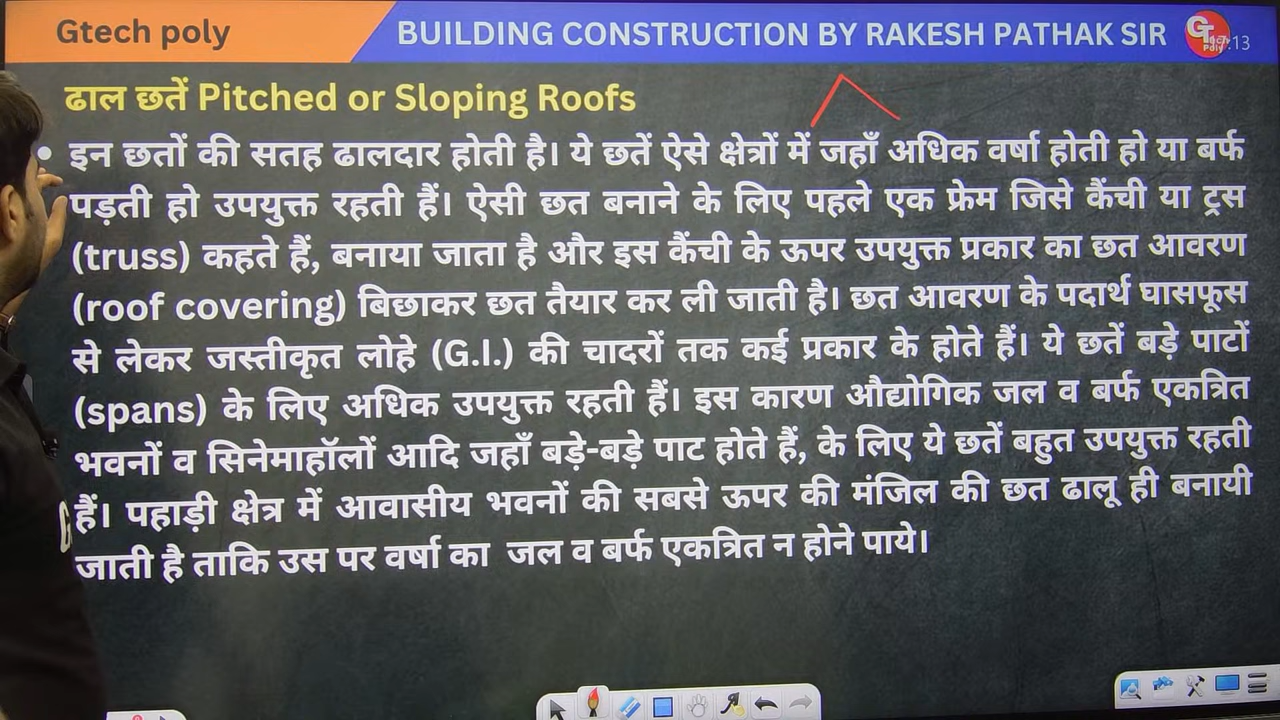 Gtech poly
BUILDING CONSTRUCTION BY RAKESH PATHAK SIR
ढाल छतें Pitched or Sloping Roofs
• इन छतों की सतह ढालदार होती है। ये छतें ऐसे क्षेत्रों में जहाँ अधिक वर्षा होती हो या बर्फ
पड़ती हो उपयुक्त रहती हैं। ऐसी छत बनाने के लिए पहले एक फ्रेम जिसे कैंची या ट्रस
(truss) कहते हैं, बनाया जाता है और इस कैंची के ऊपर उपयुक्त प्रकार का छत आवरण
(roof covering) बिछाकर छत तैयार कर ली जाती है। छत आवरण के पदार्थ घासफूस
से लेकर जस्तीकृत लोहे (G.I.) की चादरों तक कई प्रकार के होते हैं। ये छतें बड़े पाटों
(spans) के लिए अधिक उपयुक्त रहती हैं। इस कारण औद्योगिक जल व बर्फ एकत्रित
भवनों व सिनेमाहॉलों आदि जहाँ बड़े-बड़े पाट होते हैं, के लिए ये छतें बहुत उपयुक्त रहती
हैं। पहाड़ी क्षेत्र में आवासीय भवनों की सबसे ऊपर की मंजिल की छत ढालू ही बनायी
जाती है ताकि उस पर वर्षा का जल व बर्फ एकत्रित न होने पाये।